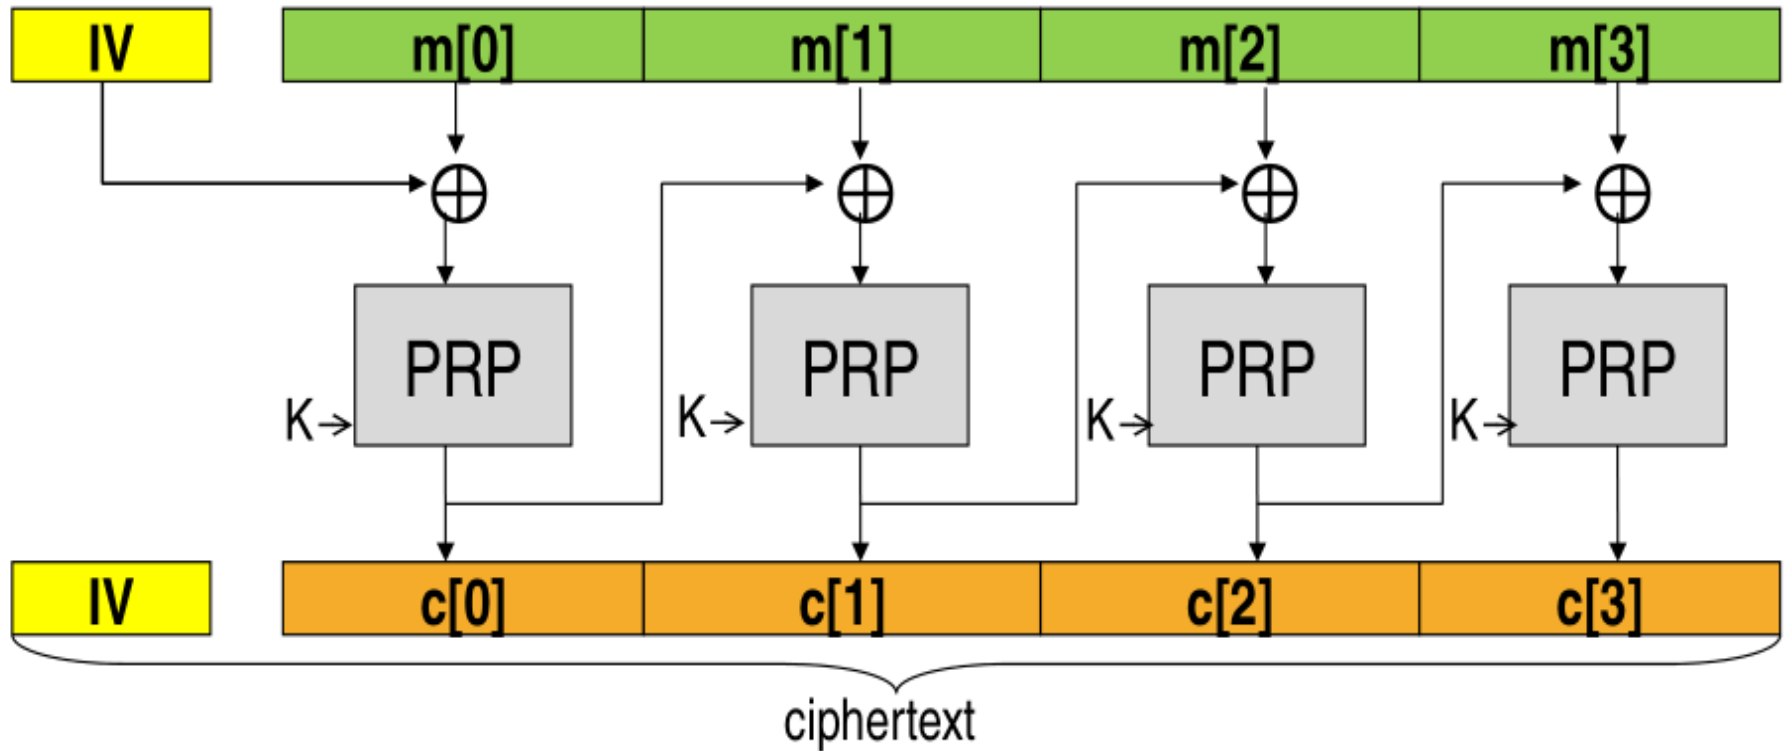 IV m[0] m[1] m[2] m[3]
PRP PRP PRP PRP
K K K K
IV c[0] c[1] c[2] c[3]
ciphertext